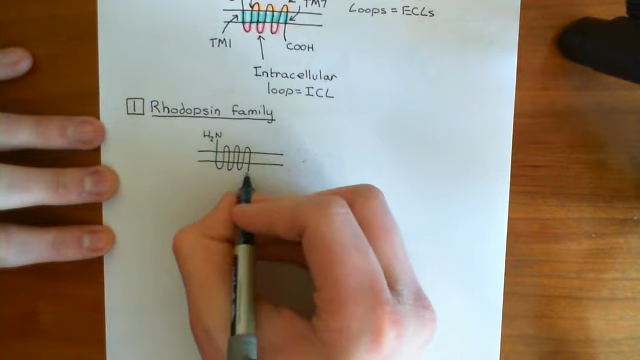 TM7
Loops = ECLs
TM1
COOH
Intracellular
loop = ICL
1 Rhodopsin family
H₂N